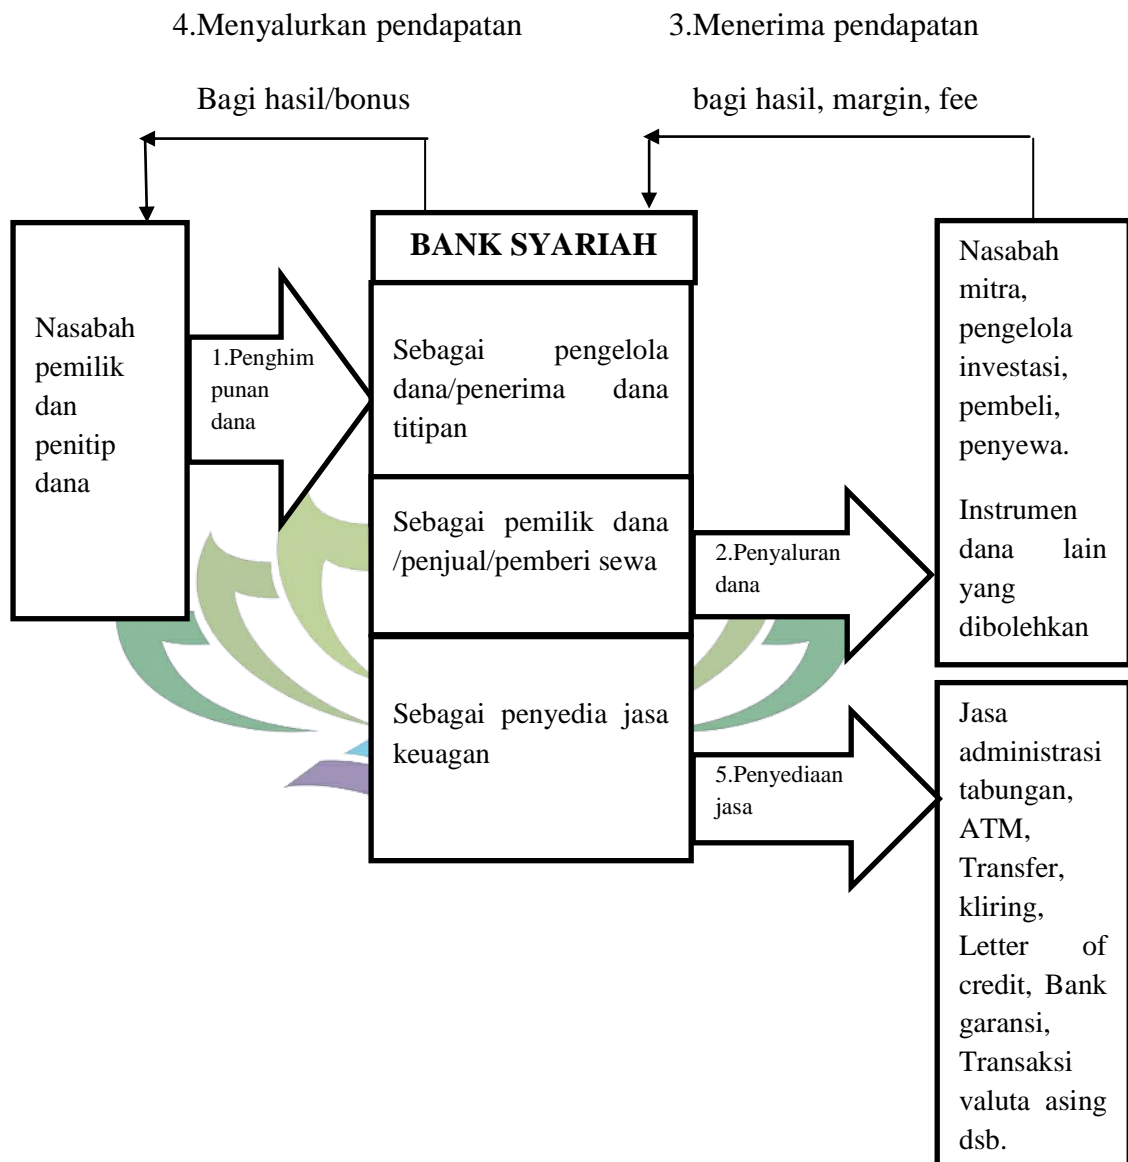 4.Menyalurkan pendapatan
3.Menerima pendapatan
Bagi hasil/bonus
bagi hasil, margin, fee
Nasabah
pemilik
dan
penitip
dana
1.Penghim
punan
dana
BANK SYARIAH
Sebagai pengelola
dana/penerima dana
titipan
Sebagai pemilik dana
/penjual/pemberi sewa
Sebagai penyedia jasa
keuagan
2.Penyaluran
dana
5.Penyediaan
jasa
Nasabah
mitra,
pengelola
investasi,
pembeli,
penyewa.
Instrumen
dana lain
yang
dibolehkan
Jasa
administrasi
tabungan,
ATM,
Transfer,
kliring,
Letter of
credit, Bank
garansi,
Transaksi
valuta asing
dsb.